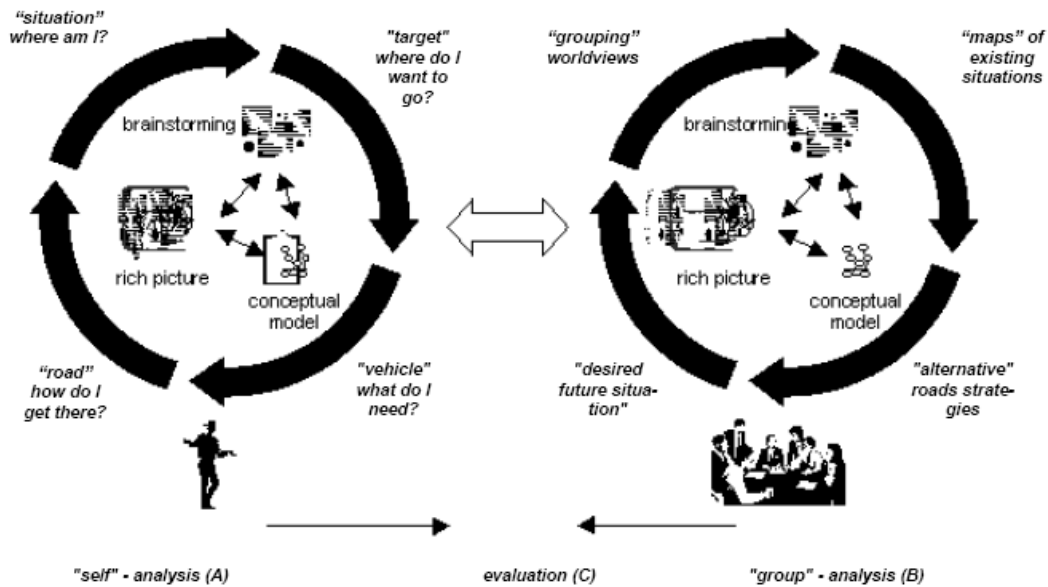 “situation”
where am I?
"target"
where do I
want to
go?
brainstorming
rich picture
conceptual
model
“road”
how do I
get there?
"vehicle"
what do I
need?
“grouping”
worldviews
“maps” of
existing
situations
brainstorming
rich picture
conceptual
model
"desired
future situa-
tion"
"alternative"
roads strate-
gies
"self" - analysis (A)
evaluation (C)
"group" - analysis (B)